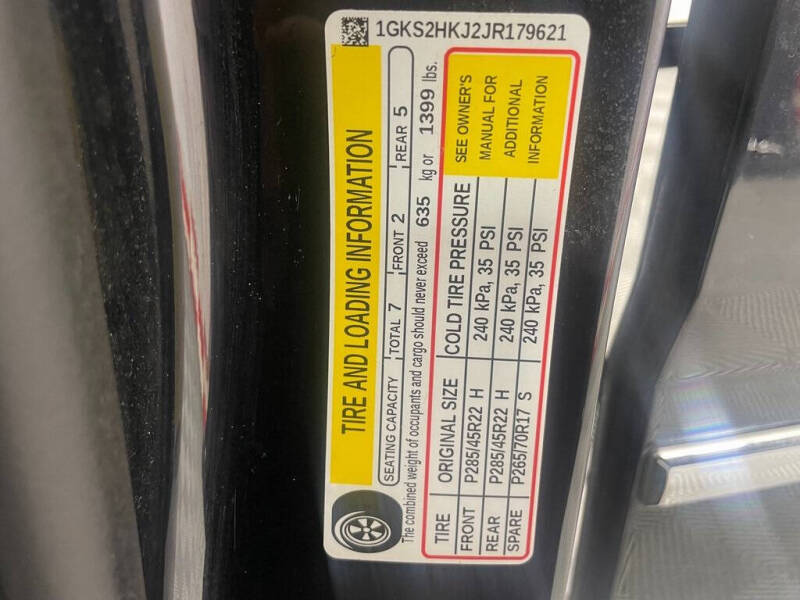 1GKS2HKJ2JR179621
TIRE AND LOADING INFORMATION
SEATING CAPACITY TOTAL 7 FRONT 2 REAR 5
The combined weight of occupants and cargo should never exceed 635 kg or 1399 lbs.
TIRE ORIGINAL SIZE COLD TIRE PRESSURE
FRONT P285/45R22 H 240 kPa, 35 PSI
REAR P285/45R22 H 240 kPa, 35 PSI
SPARE P265/70R17 S 240 kPa, 35 PSI
SEE OWNER'S
MANUAL FOR
ADDITIONAL
INFORMATION